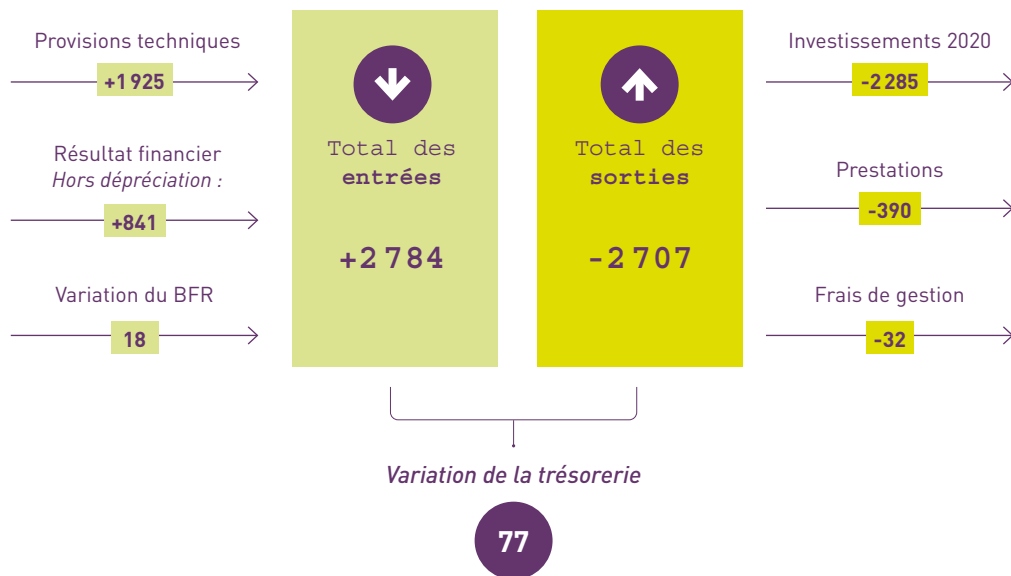 Provisions techniques
+1 925
Résultat financier
Hors dépréciation :
+841
Variation du BFR
18
Total des
entrées
+2 784
Total des
sorties
-2 707
Investissements 2020
-2 285
Prestations
-390
Frais de gestion
-32
Variation de la trésorerie
77